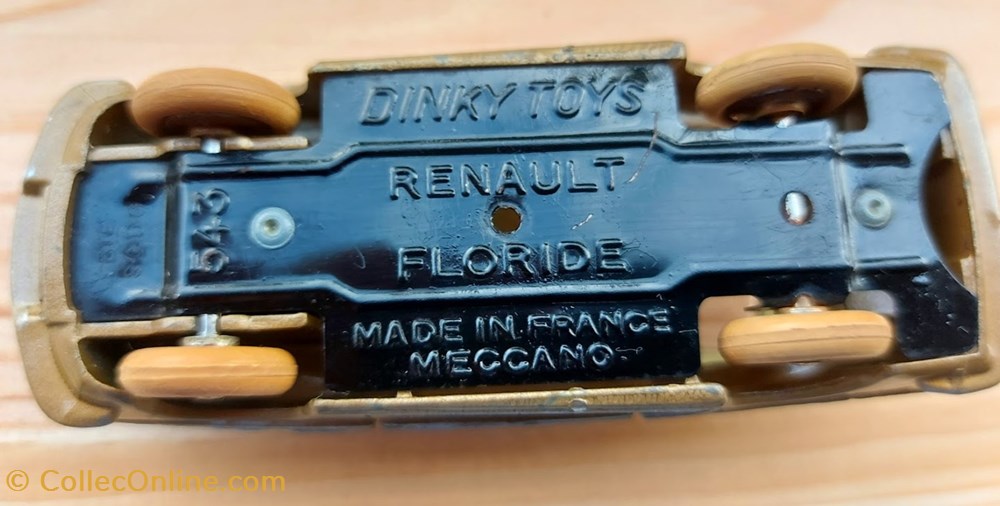 DINKY TOYS
RENAULT
FLORIDE
543
MADE IN FRANCE
MECCANO
© CollecOnline.com